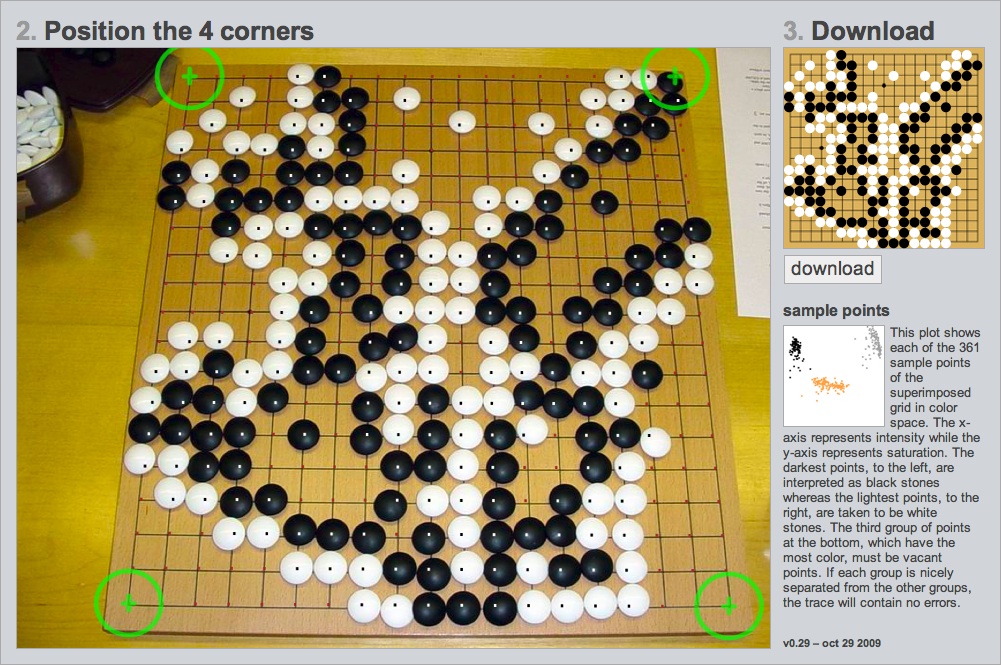 2. Position the 4 corners
3. Download
download
sample points
This plot shows
each of the 361
sample points
of the
superimposed
grid in color
space. The x-
axis represents intensity while the
y-axis represents saturation. The
darkest points, to the left, are
interpreted as black stones
whereas the lightest points, to the
right, are taken to be white
stones. The third group of points
at the bottom, which have the
most color, must be vacant
points. If each group is nicely
separated from the other groups,
the trace will contain no errors.
v0.29 – oct 29 2009